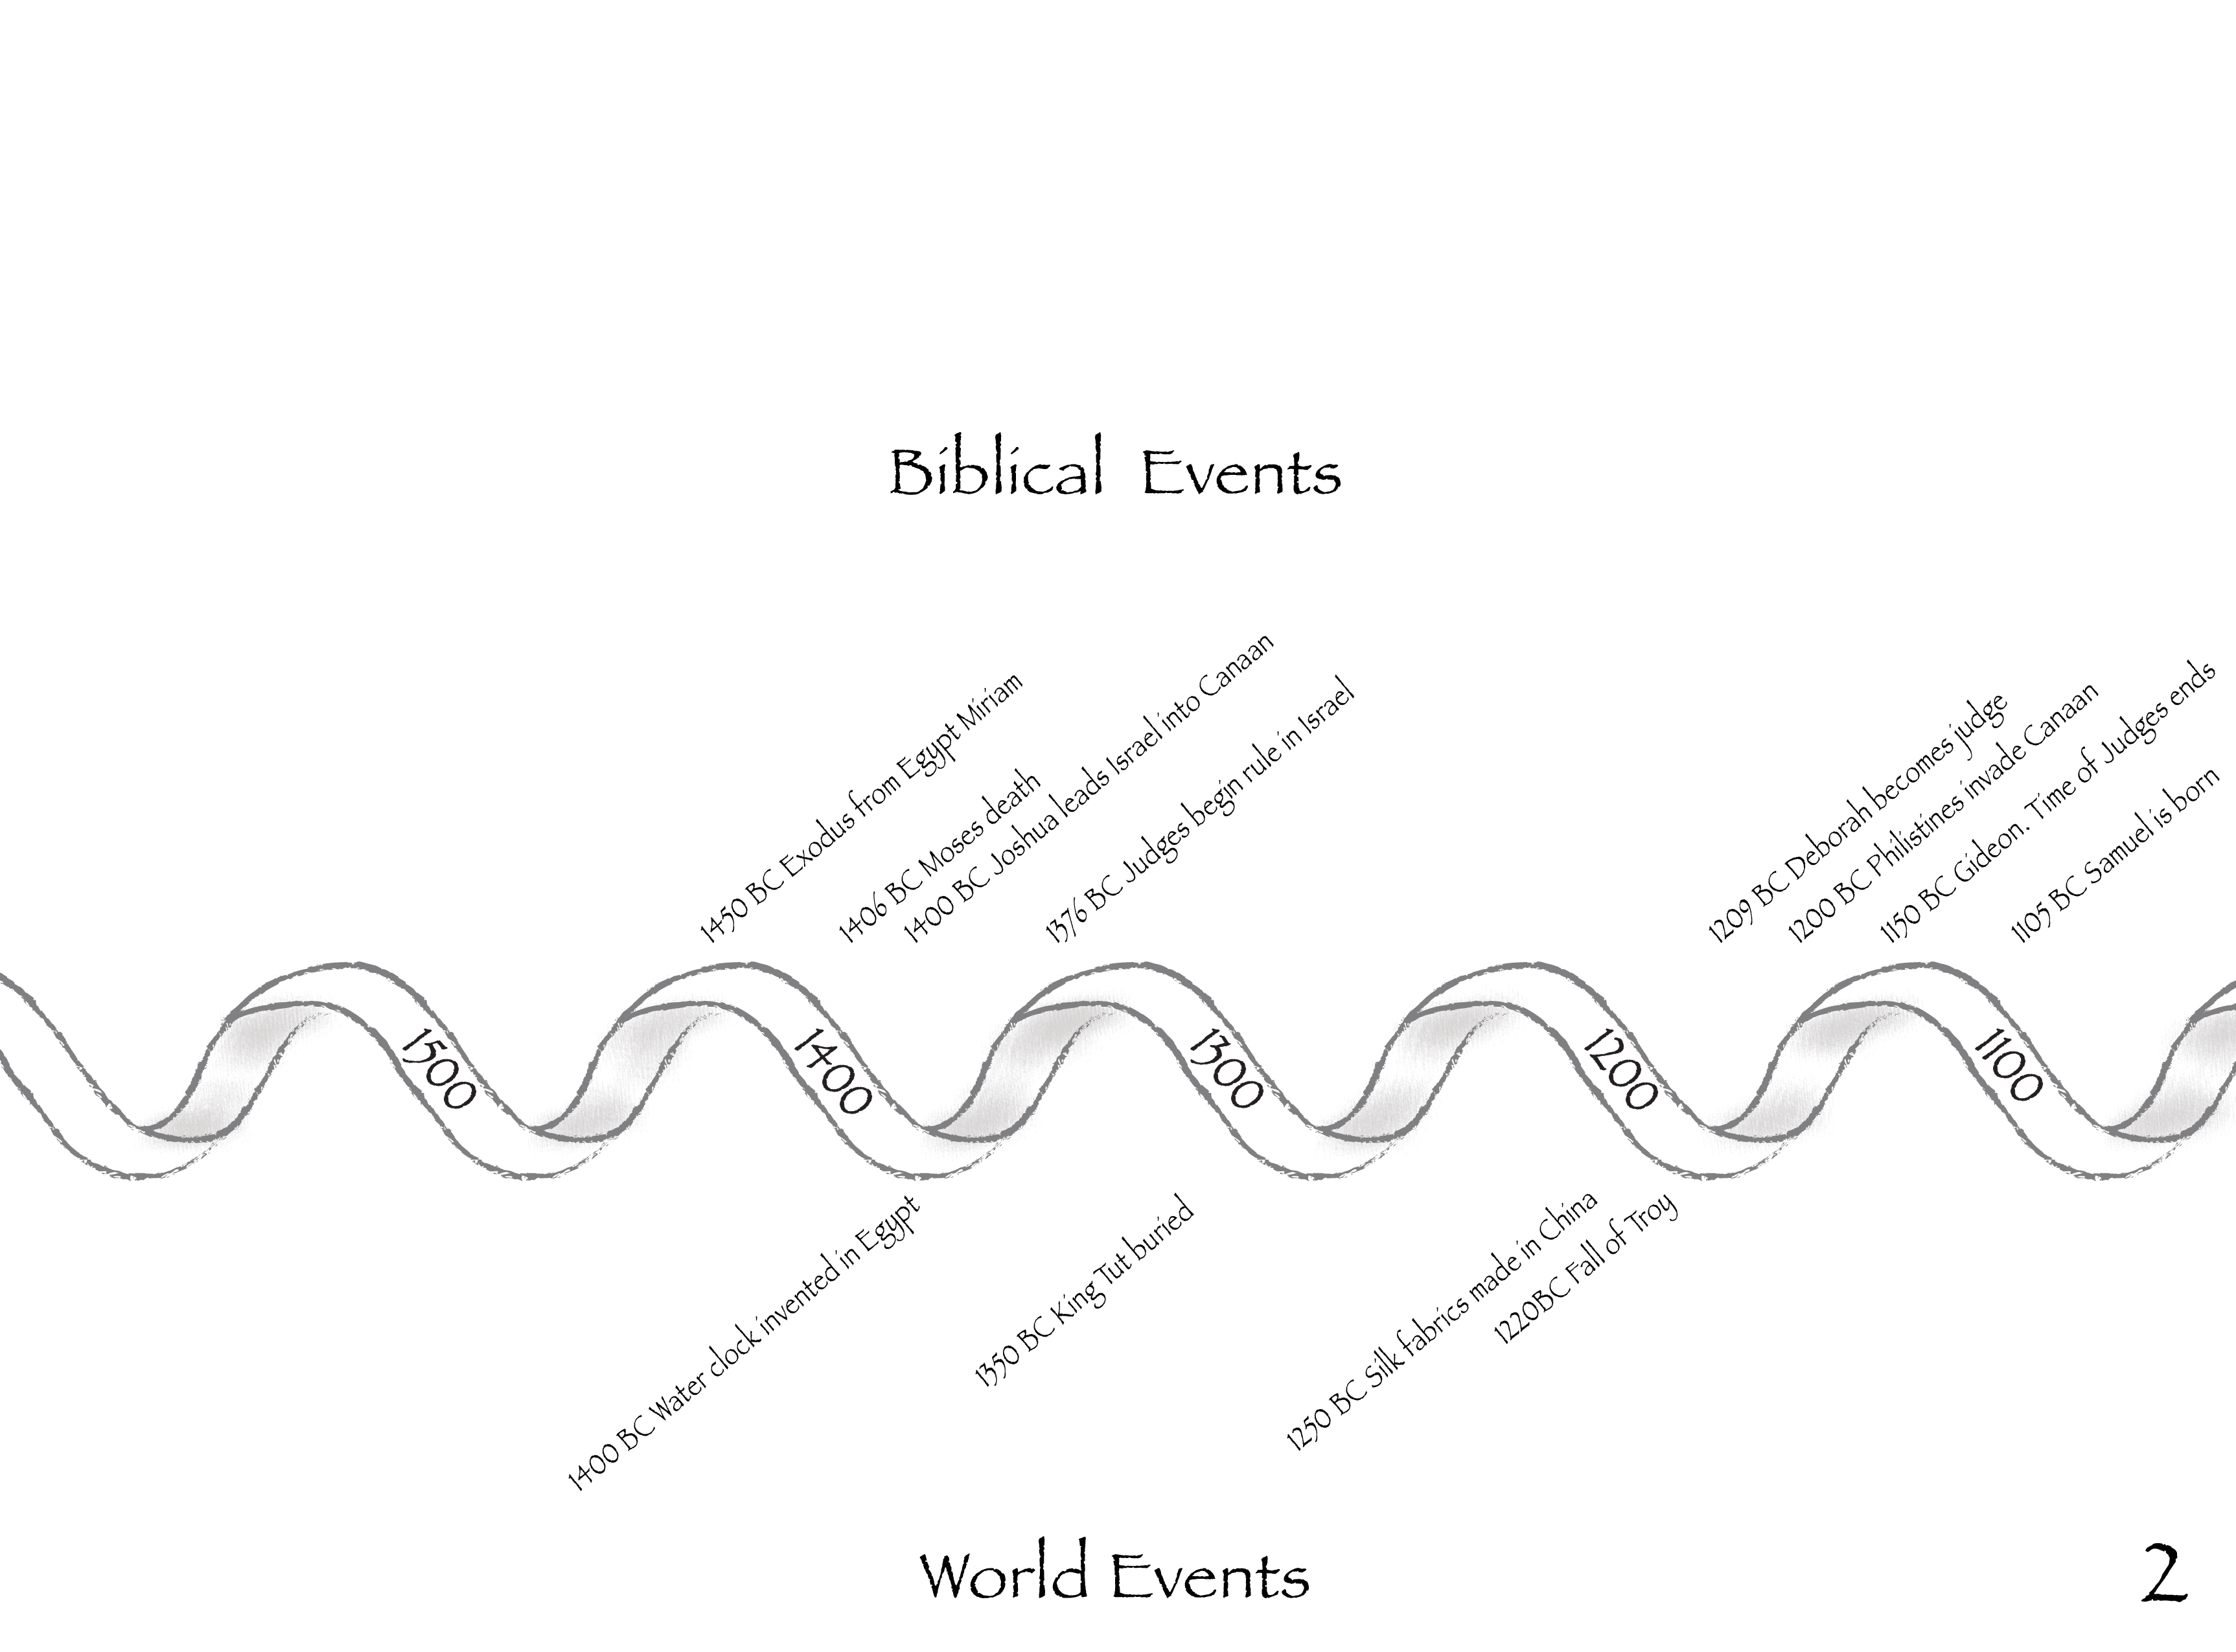 Biblical Events
1450 BC Exodus from Egypt Miriam
1406 BC Moses death
1400 BC Joshua leads Israel into Canaan
1376 BC Judges begin rule in Israel
1209 BC Deborah becomes judge
1200 BC Philistines invade Canaan
1150 BC Gideon. Time of Judges ends
1105 BC Samuel is born
1500
1400
1300
1200
1100
1400 BC Water clock invented in Egypt
1350 BC King Tut buried
1250 BC Silk fabrics made in China
1220BC Fall of Troy
World Events
2